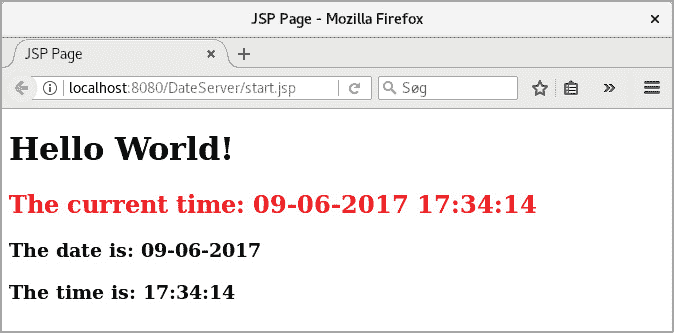 JSP Page - Mozilla Firefox
JSP Page
localhost:8080/DateServer/start.jsp
Søg
Hello World!
The current time: 09-06-2017 17:34:14
The date is: 09-06-2017
The time is: 17:34:14